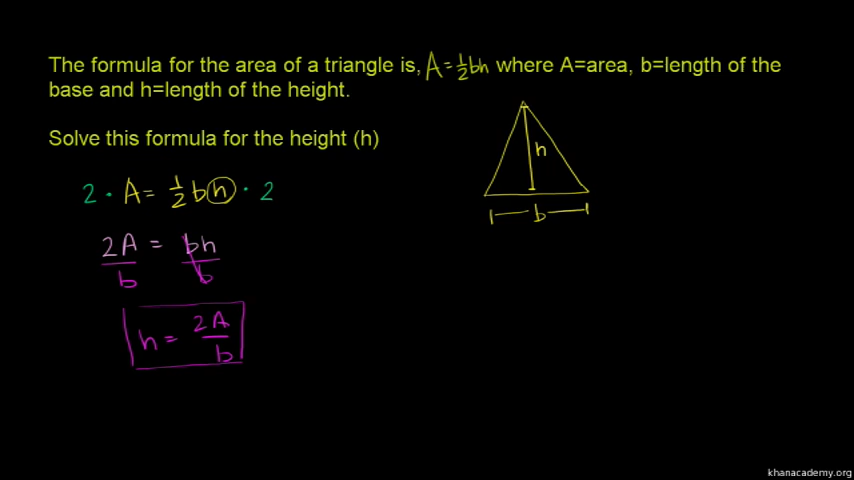 The formula for the area of a triangle is, A = ½bh where A=area, b=length of the
base and h=length of the height.
Solve this formula for the height (h)
h
b
2 · A = ½ b h · 2
2A = bh
b b
h = 2A
b
khanacademy.org